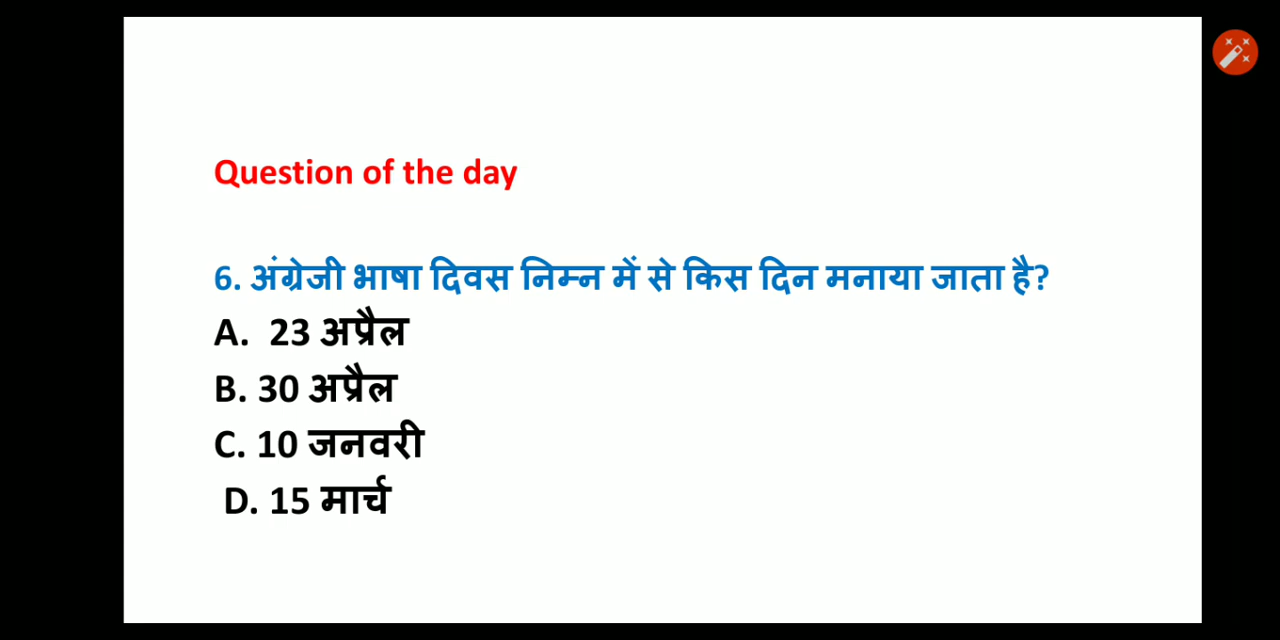 Question of the day
6. अंग्रेजी भाषा दिवस निम्न में से किस दिन मनाया जाता है?
A. 23 अप्रैल
B. 30 अप्रैल
C. 10 जनवरी
D. 15 मार्च